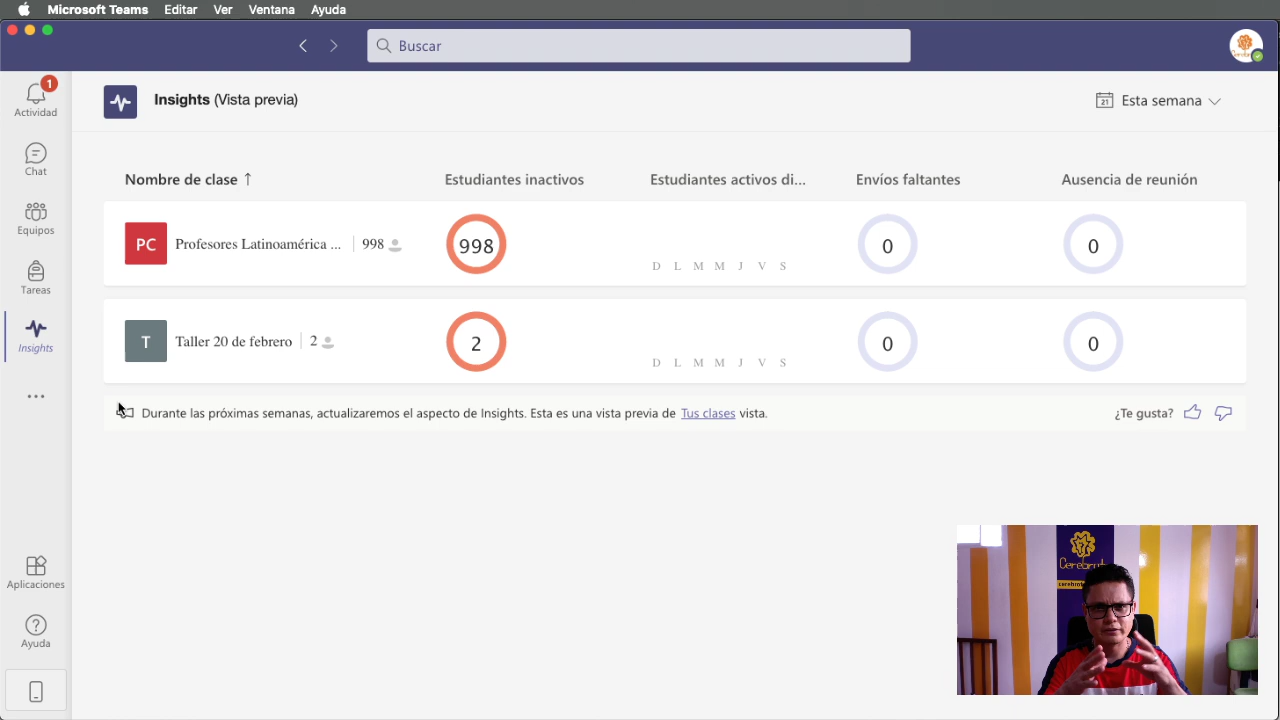 Microsoft Teams Editar Ver Ventana Ayuda
Buscar
1
Actividad
Chat
Equipos
Tareas
Insights
Aplicaciones
Ayuda
Insights (Vista previa)
21 Esta semana
Nombre de clase ↑ Estudiantes inactivos Estudiantes activos di... Envíos faltantes Ausencia de reunión
PC Profesores Latinoamérica ... 998 998 D L M M J V S 0 0
T Taller 20 de febrero 2 2 D L M M J V S 0 0
Durante las próximas semanas, actualizaremos el aspecto de Insights. Esta es una vista previa de Tus clases vista. ¿Te gusta?